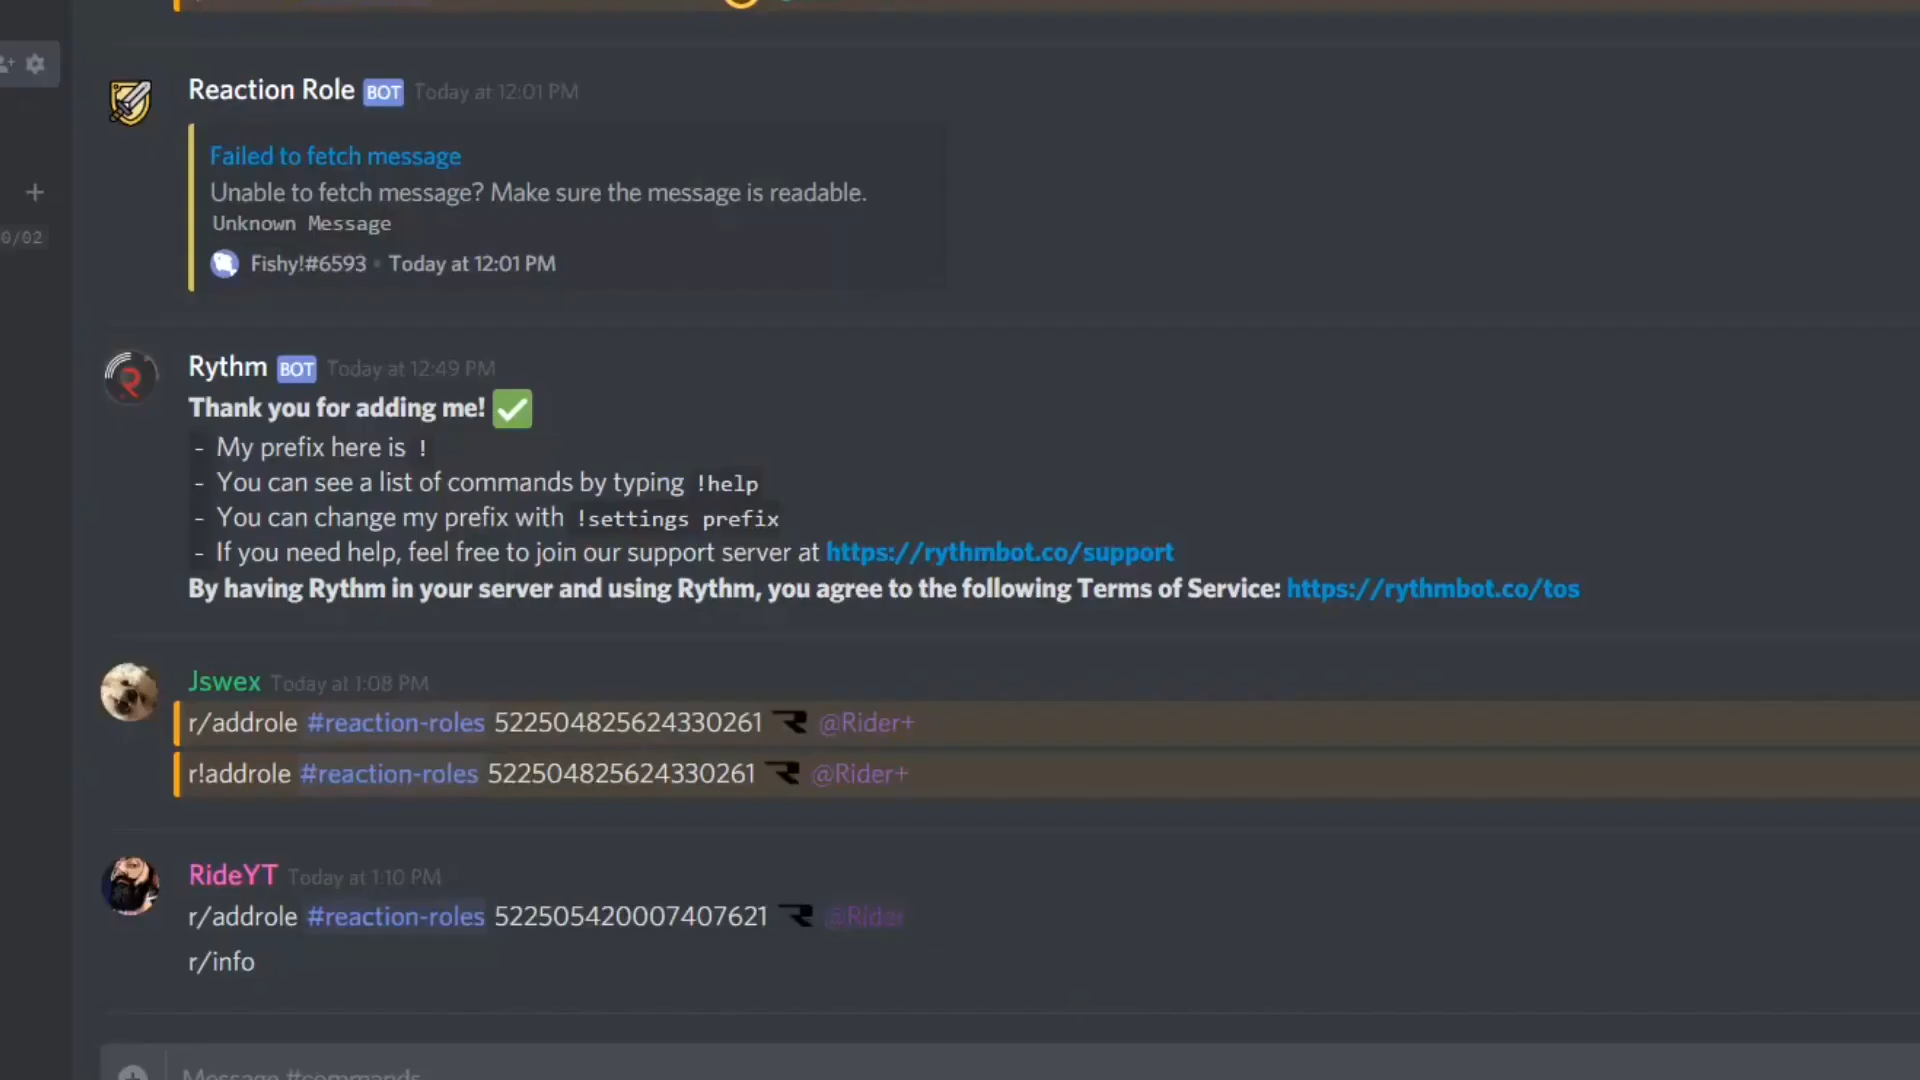 Reaction Role BOT Today at 12:01 PM
Failed to fetch message
Unable to fetch message? Make sure the message is readable.
Unknown Message
Fishy!#6593 • Today at 12:01 PM
0/02
Rythm BOT Today at 12:49 PM
Thank you for adding me!
- My prefix here is !
- You can see a list of commands by typing !help
- You can change my prefix with !settings prefix
- If you need help, feel free to join our support server at https://rythmbot.co/support
By having Rythm in your server and using Rythm, you agree to the following Terms of Service: https://rythmbot.co/tos
Jswex Today at 1:08 PM
r/addrole #reaction-roles 522504825624330261 @Rider+
r!addrole #reaction-roles 522504825624330261 @Rider+
RideYT Today at 1:10 PM
r/addrole #reaction-roles 522505420007407621 @Rider
r/info
Message #commands